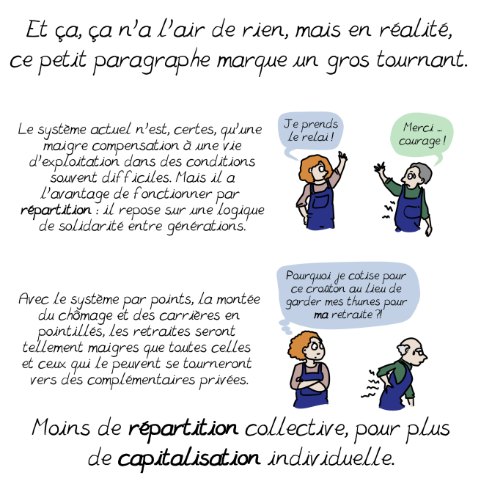 Et ça, ça n'a l'air de rien, mais en réalité,
ce petit paragraphe marque un gros tournant.
Le système actuel n'est, certes, qu'une
maigre compensation à une vie
d'exploitation dans des conditions
souvent difficiles. Mais il a
l'avantage de fonctionner par
répartition : il repose sur une logique
de solidarité entre générations.
Je prends
le relai !
Merci...
courage !
Avec le système par points, la montée
du chômage et des carrières en
pointillés, les retraites seront
tellement maigres que toutes celles
et ceux qui le peuvent se tourneront
vers des complémentaires privées.
Pourquoi je cotise pour
ce croûton au lieu de
garder mes thunes pour
ma retraite ?!
Moins de répartition collective, pour plus
de capitalisation individuelle.